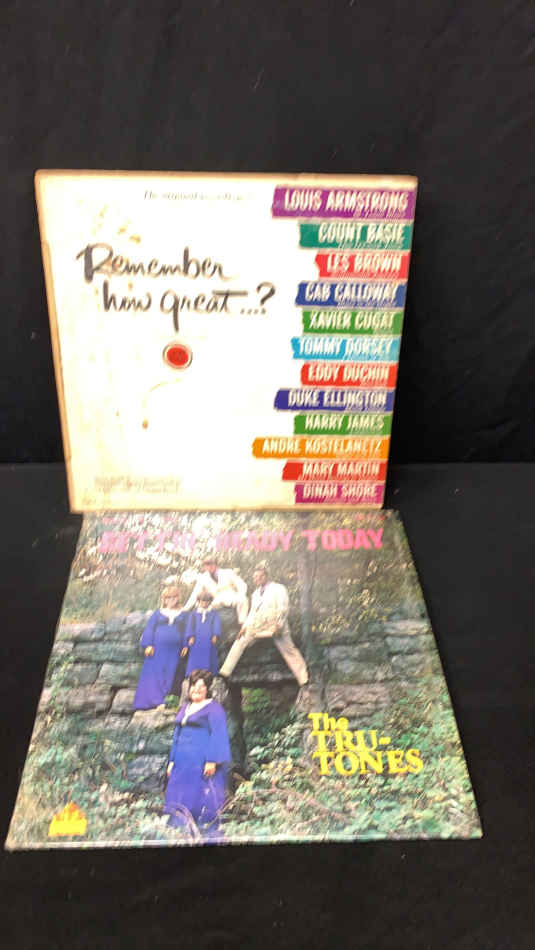 Remember
how great...?
LOUIS ARMSTRONG
COUNT BASIE
LES BROWN
CAB CALLOWAY
XAVIER CUGAT
TOMMY DORSEY
EDDY DUCHIN
DUKE ELLINGTON
HARRY JAMES
ANDRE KOSTELANETZ
MARY MARTIN
DINAH SHORE
READY TODAY
The
TRU-
TONES